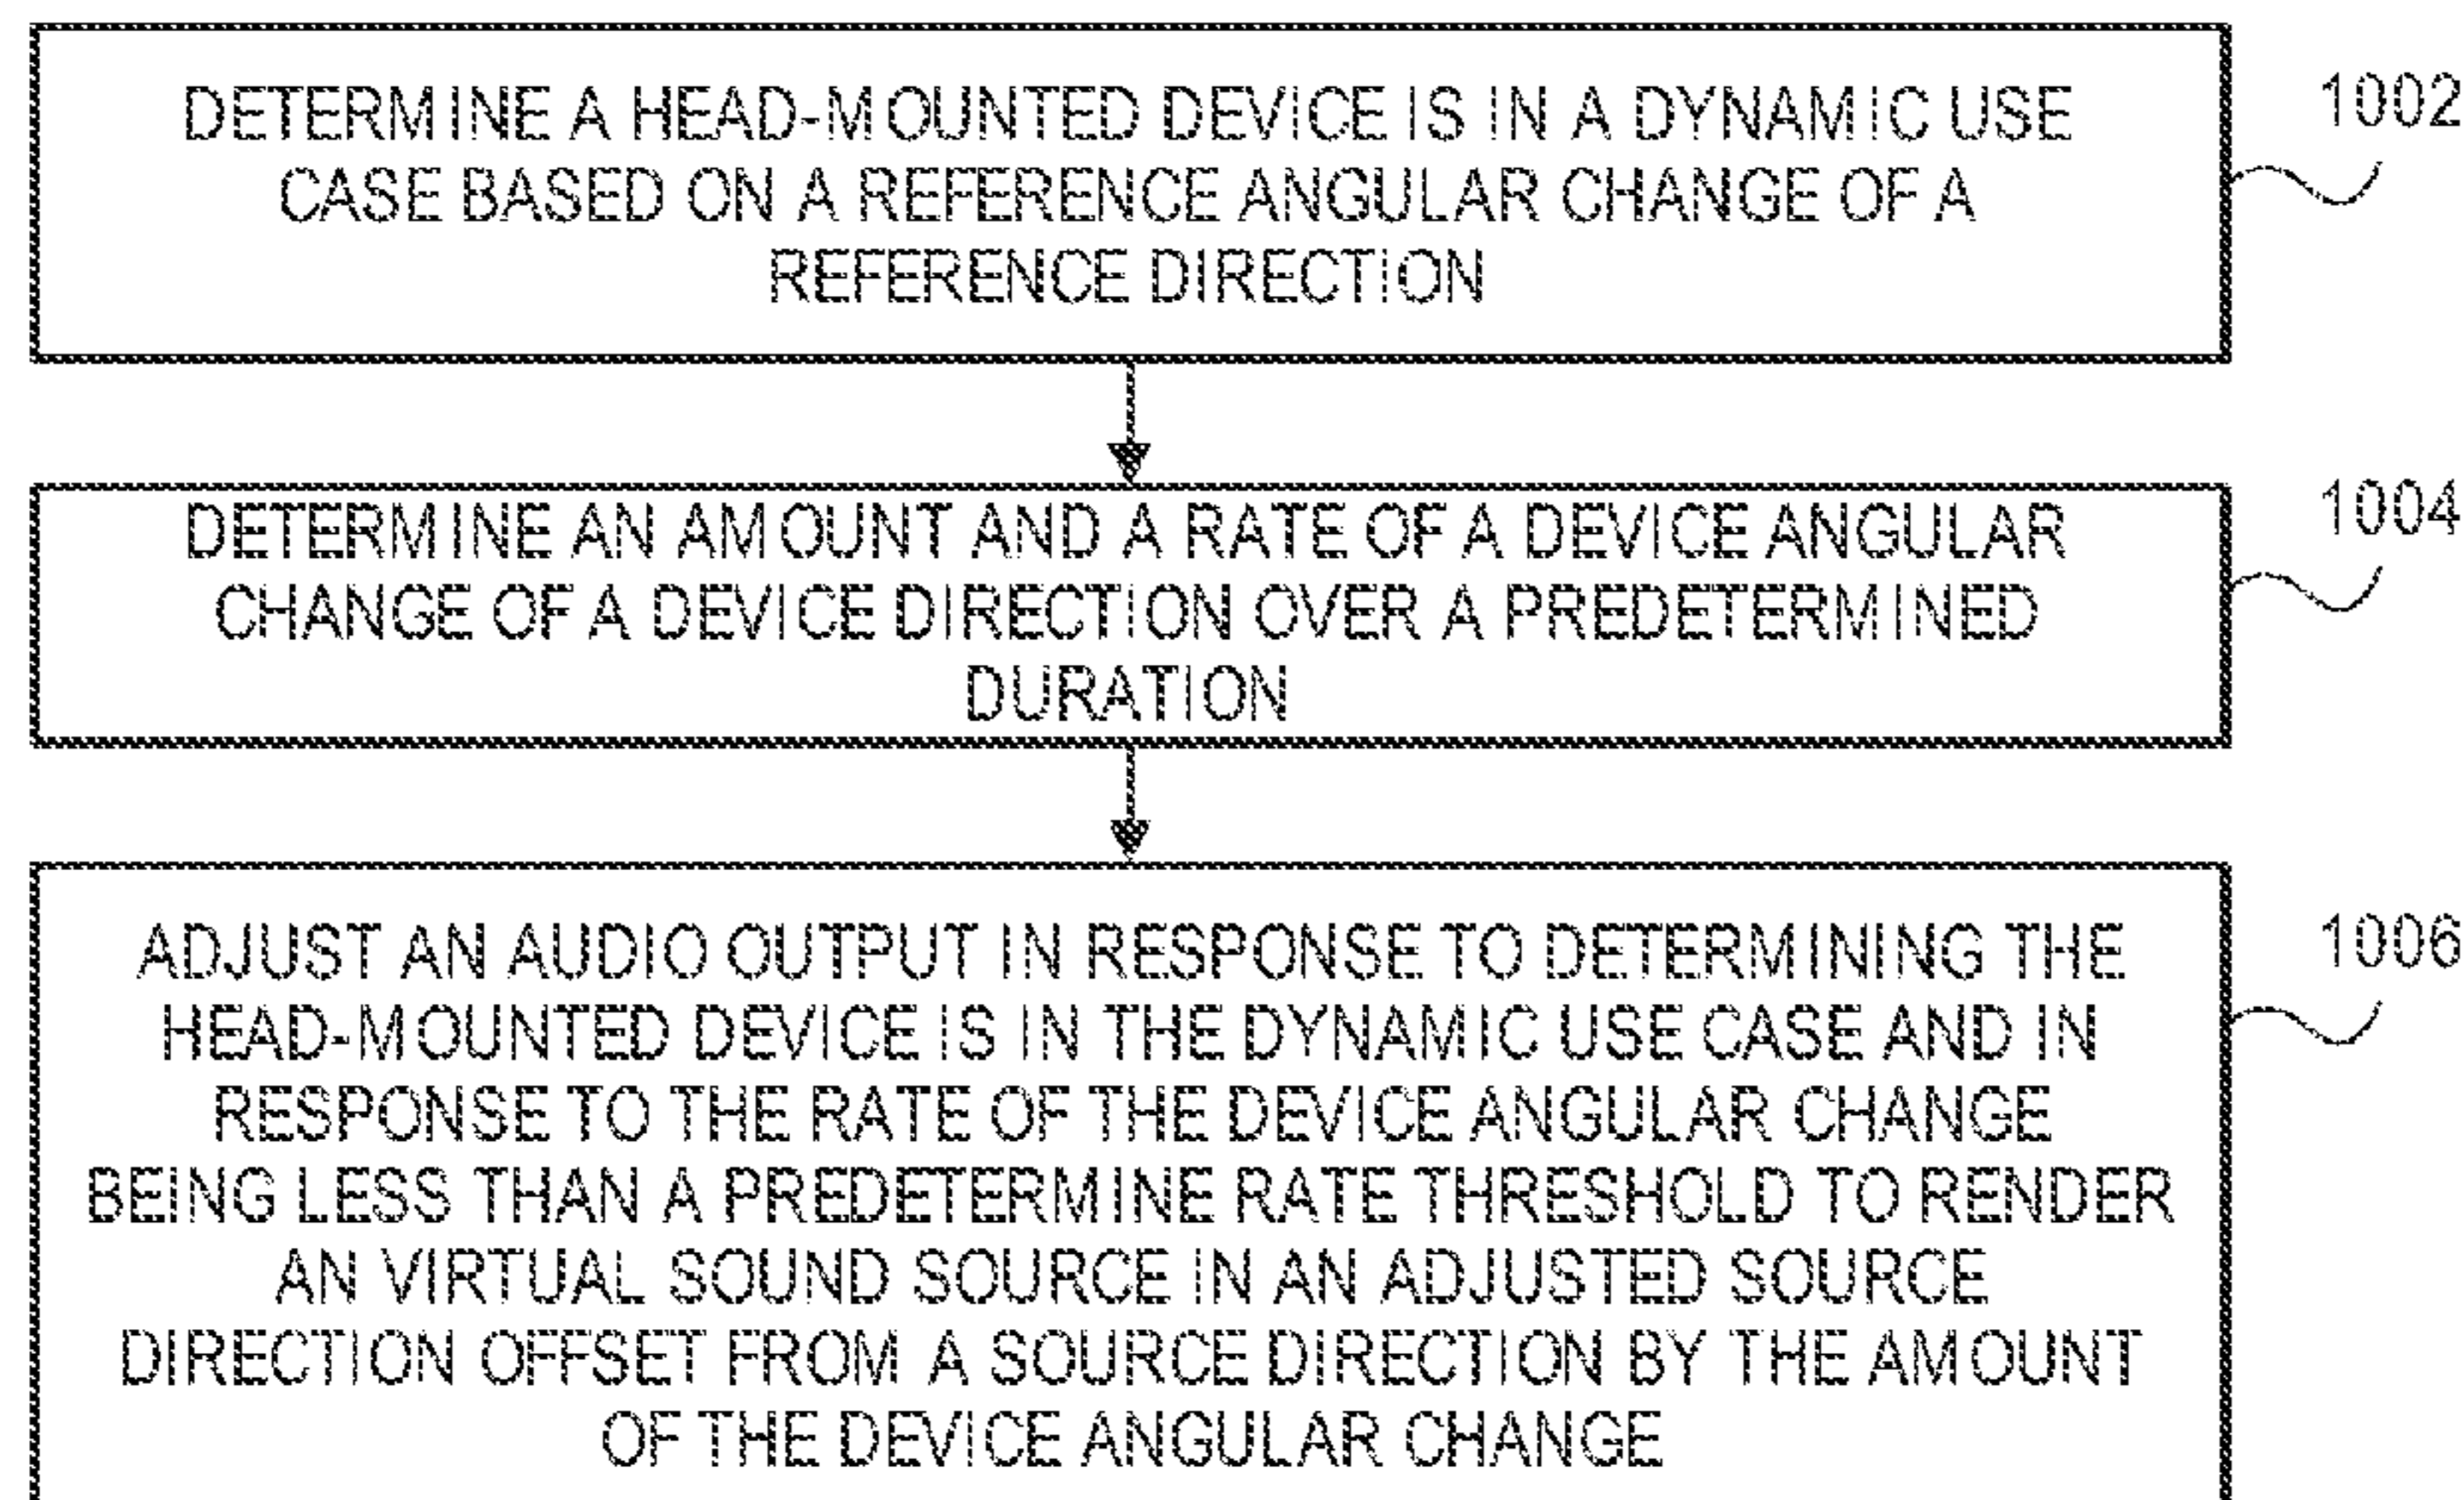 DETERMINE A HEAD-MOUNTED DEVICE IS IN A DYNAMIC USE
CASE BASED ON A REFERENCE ANGULAR CHANGE OF A
REFERENCE DIRECTION
1002
DETERMINE AN AMOUNT AND A RATE OF A DEVICE ANGULAR
CHANGE OF A DEVICE DIRECTION OVER A PREDETERMINED
DURATION
1004
ADJUST AN AUDIO OUTPUT IN RESPONSE TO DETERMINING THE
HEAD-MOUNTED DEVICE IS IN THE DYNAMIC USE CASE AND IN
RESPONSE TO THE RATE OF THE DEVICE ANGULAR CHANGE
BEING LESS THAN A PREDETERMINE RATE THRESHOLD TO RENDER
AN VIRTUAL SOUND SOURCE IN AN ADJUSTED SOURCE
DIRECTION OFFSET FROM A SOURCE DIRECTION BY THE AMOUNT
OF THE DEVICE ANGULAR CHANGE
1006